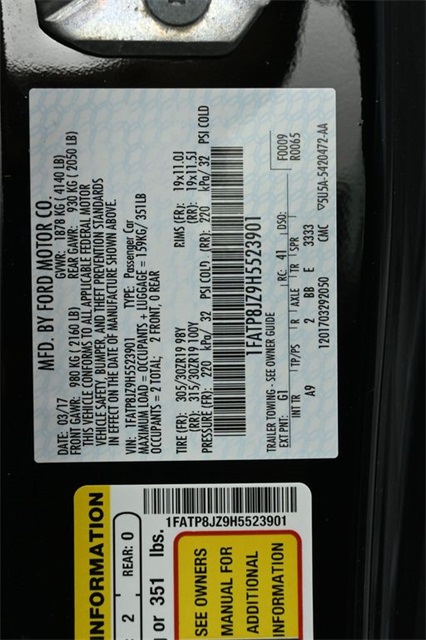 MFD. BY FORD MOTOR CO.
DATE: 03/17 GVWR: 1878 KG ( 4140 LB)
FRONT GAWR: 980 KG ( 2160 LB) REAR GAWR: 930 KG ( 2050 LB)
THIS VEHICLE CONFORMS TO ALL APPLICABLE FEDERAL MOTOR
VEHICLE SAFETY, BUMPER, AND THEFT PREVENTION STANDARDS
IN EFFECT ON THE DATE OF MANUFACTURE SHOWN ABOVE.
VIN: 1FATP8JZ9H5523901 TYPE: Passenger Car
MAXIMUM LOAD = OCCUPANTS + LUGGAGE = 159KG/ 351LB
OCCUPANTS = 2 TOTAL; 2 FRONT, 0 REAR
TIRE (FR): 305/30ZR19 98Y RIMS (FR): 19x11.0J
(RR): 315/30ZR19 100Y (RR): 19x11.5J
PRESSURE (FR): 220 kPa/ 32 PSI COLD (RR): 220 kPa/ 32 PSI COLD
1FATP8JZ9H5523901
F0009
R0065
TRAILER TOWING - SEE OWNER GUIDE
EXT PNT: G1 RC: 41 DSO:
INT TR TP/PS R AXLE TR SPR
A9 2 BB E 3333
1201703292050 CMC 5U5A-5420472-AA
INFORMATION
2 REAR: 0
or 351 lbs.
1FATP8JZ9H5523901
SEE OWNERS
MANUAL FOR
ADDITIONAL
INFORMATION